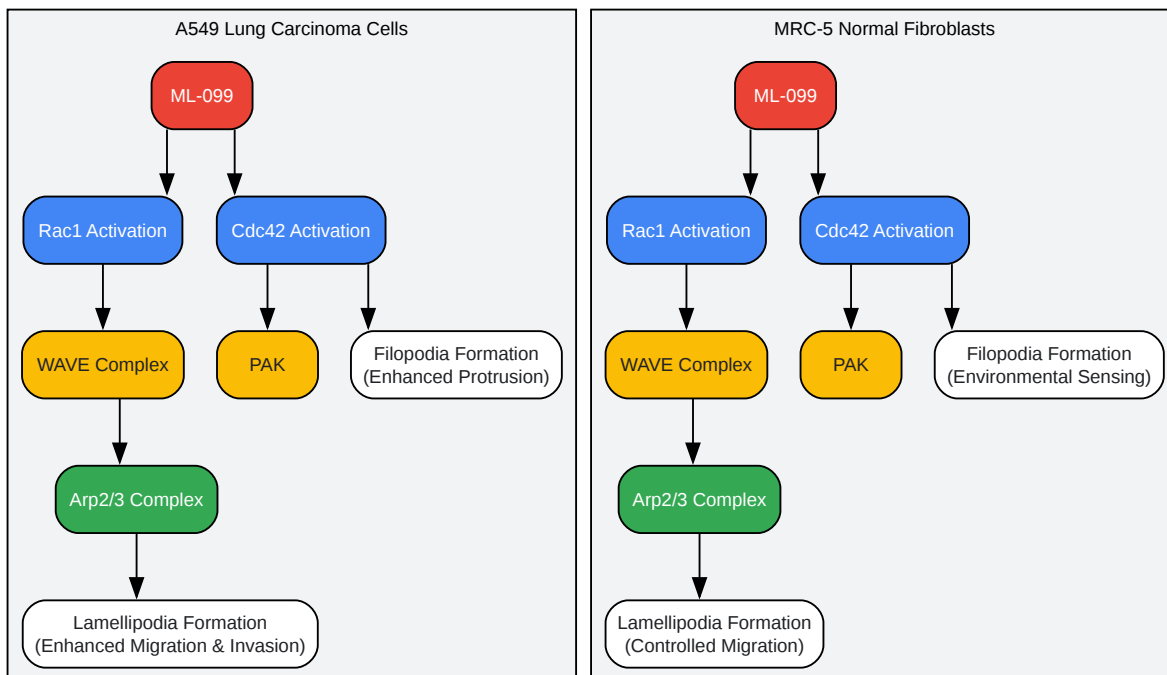 A549 Lung Carcinoma Cells
ML-099
Rac1 Activation
Cdc42 Activation
WAVE Complex
PAK
Filopodia Formation
(Enhanced Protrusion)
Arp2/3 Complex
Lamellipodia Formation
(Enhanced Migration & Invasion)
MRC-5 Normal Fibroblasts
ML-099
Rac1 Activation
Cdc42 Activation
WAVE Complex
PAK
Filopodia Formation
(Environmental Sensing)
Arp2/3 Complex
Lamellipodia Formation
(Controlled Migration)